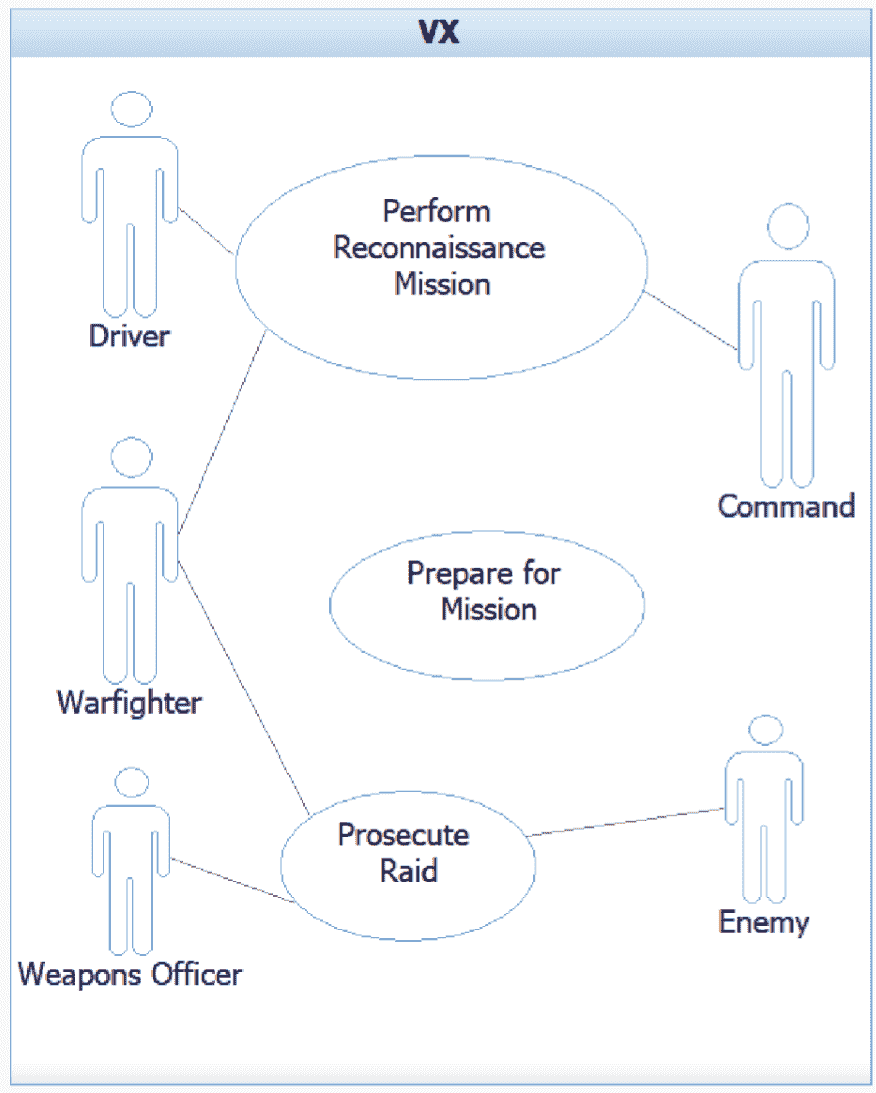 VX
Perform
Reconnaissance
Mission
Driver
Command
Prepare for
Mission
Warfighter
Prosecute
Raid
Enemy
Weapons Officer